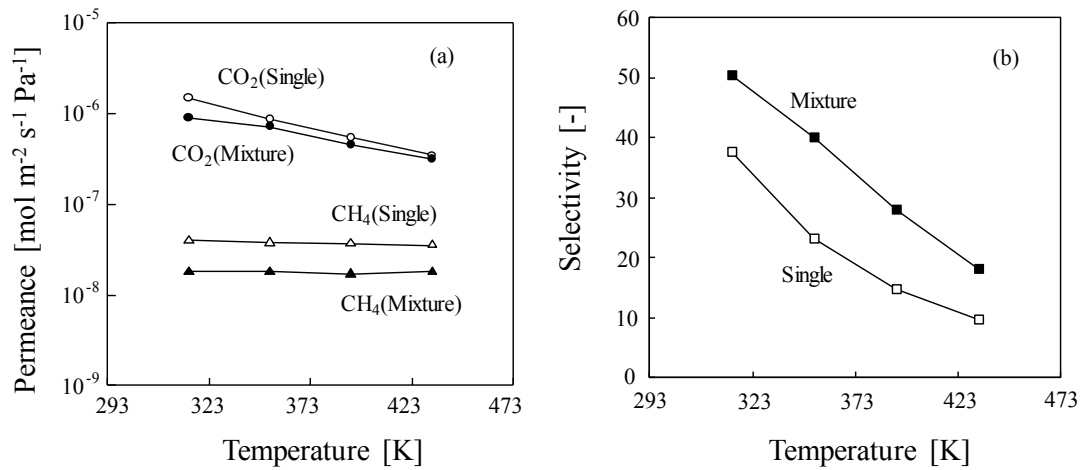 Permeance [mol m⁻² s⁻¹ Pa⁻¹]
10⁻⁵
10⁻⁶
10⁻⁷
10⁻⁸
10⁻⁹
(a)
CO₂(Single)
CO₂(Mixture)
CH₄(Single)
CH₄(Mixture)
293 323 373 423 473
Temperature [K]
Selectivity [-]
60
50
40
30
20
10
0
(b)
Mixture
Single
293 323 373 423 473
Temperature [K]